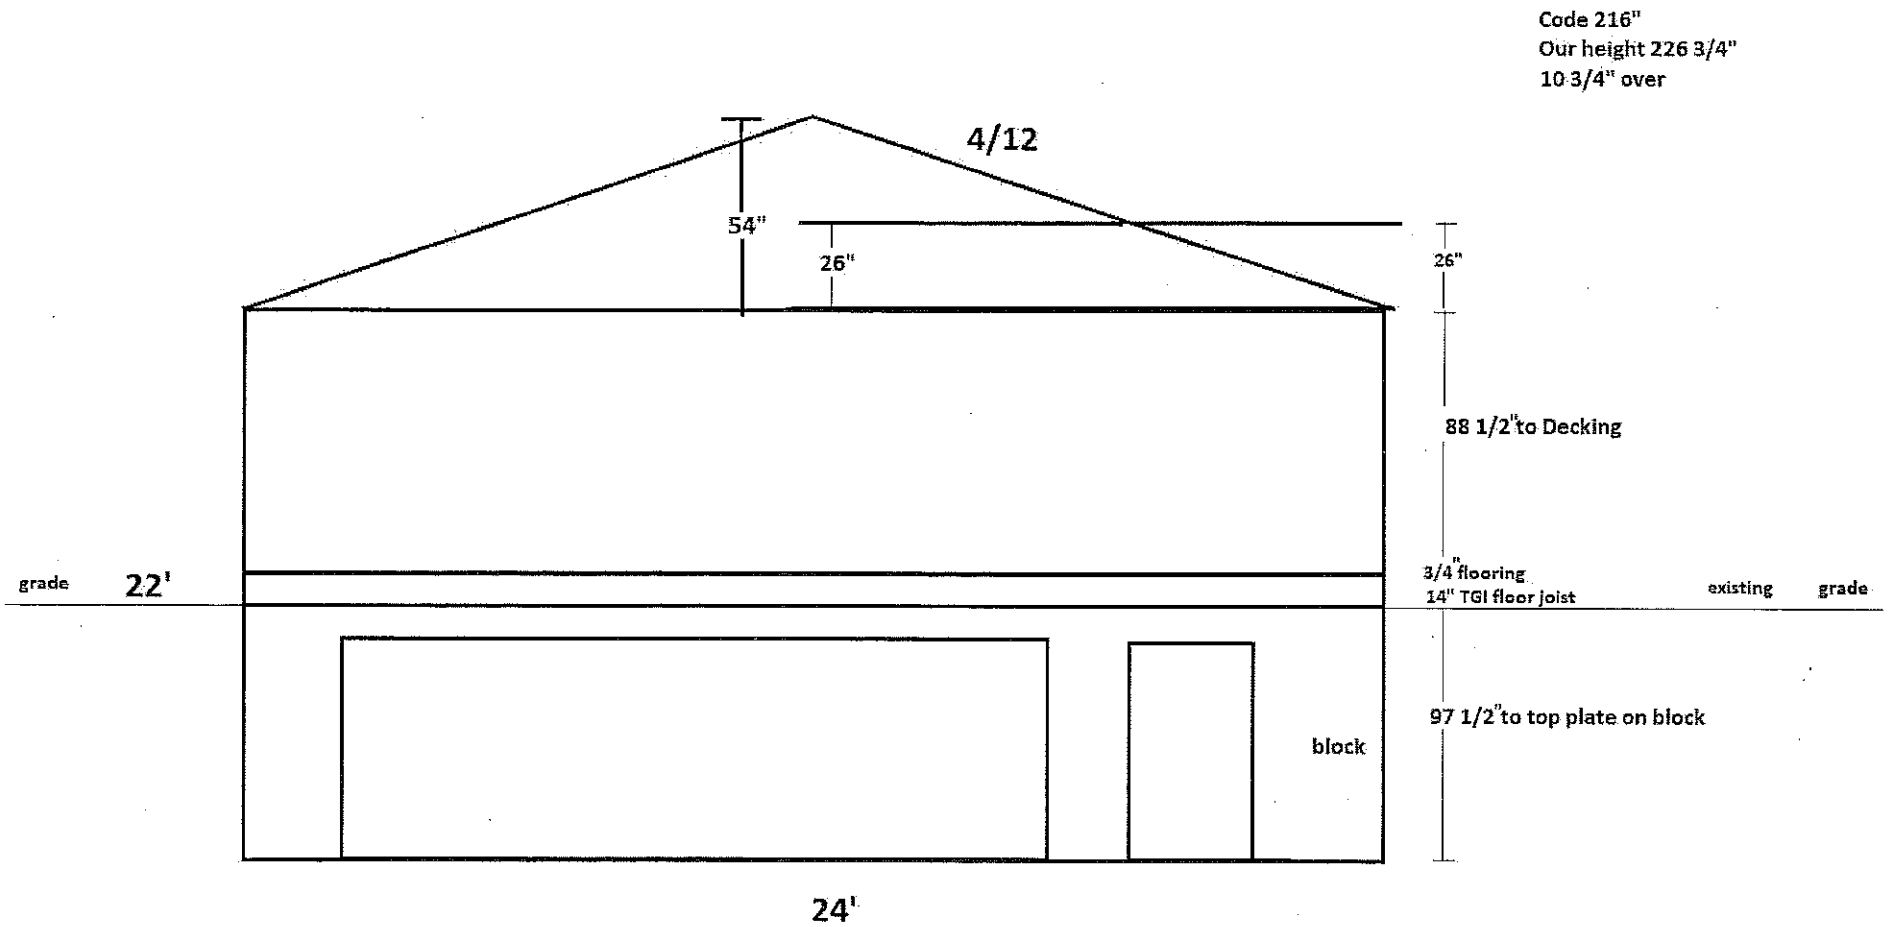 Code 216"
Our height 226 3/4"
10 3/4" over
4/12
54"
26"
26"
88 1/2" to Decking
grade
22'
3/4" flooring
14" TGI floor joist
existing grade
97 1/2" to top plate on block
block
24'